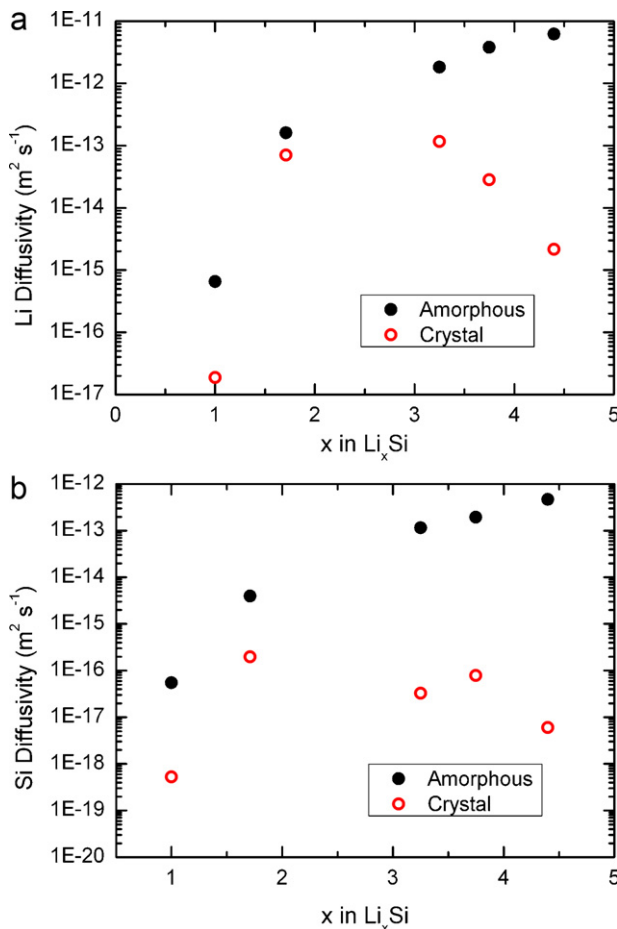 a
Li Diffusivity (m² s⁻¹)
1E-11
1E-12
1E-13
1E-14
1E-15
1E-16
1E-17
Amorphous
Crystal
0 1 2 3 4 5
x in LiₓSi
b
Si Diffusivity (m² s⁻¹)
1E-12
1E-13
1E-14
1E-15
1E-16
1E-17
1E-18
1E-19
1E-20
Amorphous
Crystal
1 2 3 4 5
x in LiₓSi